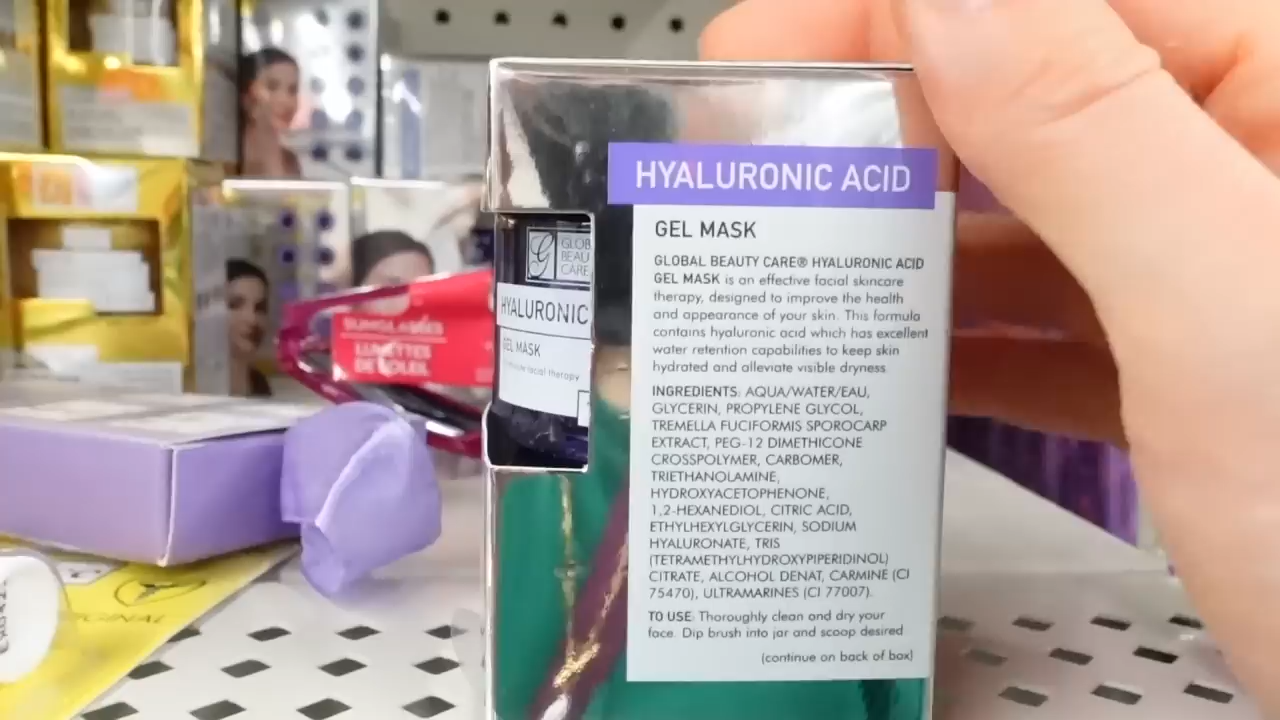 HYALURONIC ACID
GEL MASK
GLOBAL BEAUTY CARE® HYALURONIC ACID
GEL MASK is an effective facial skincare
therapy, designed to improve the health
and appearance of your skin. This formula
contains hyaluronic acid which has excellent
water retention capabilities to keep skin
hydrated and alleviate visible dryness
INGREDIENTS: AQUA/WATER/EAU,
GLYCERIN, PROPYLENE GLYCOL,
TREMELLA FUCIFORMIS SPOROCARP
EXTRACT, PEG-12 DIMETHICONE
CROSSPOLYMER, CARBOMER,
TRIETHANOLAMINE,
HYDROXYACETOPHENONE,
1,2-HEXANEDIOL, CITRIC ACID,
ETHYLHEXYLGLYCERIN, SODIUM
HYALURONATE, TRIS
(TETRAMETHYLHYDROXYPIPERIDINOL)
CITRATE, ALCOHOL DENAT, CARMINE (CI
75470), ULTRAMARINES (CI 77007).
TO USE: Thoroughly clean and dry your
face. Dip brush into jar and scoop desired
(continue on back of box)
G
GLOB
BEAU
CARE
HYALURONIC
GEL MASK
facial therapy
SUNGLASSES
LUNETTES
DE SOLEIL